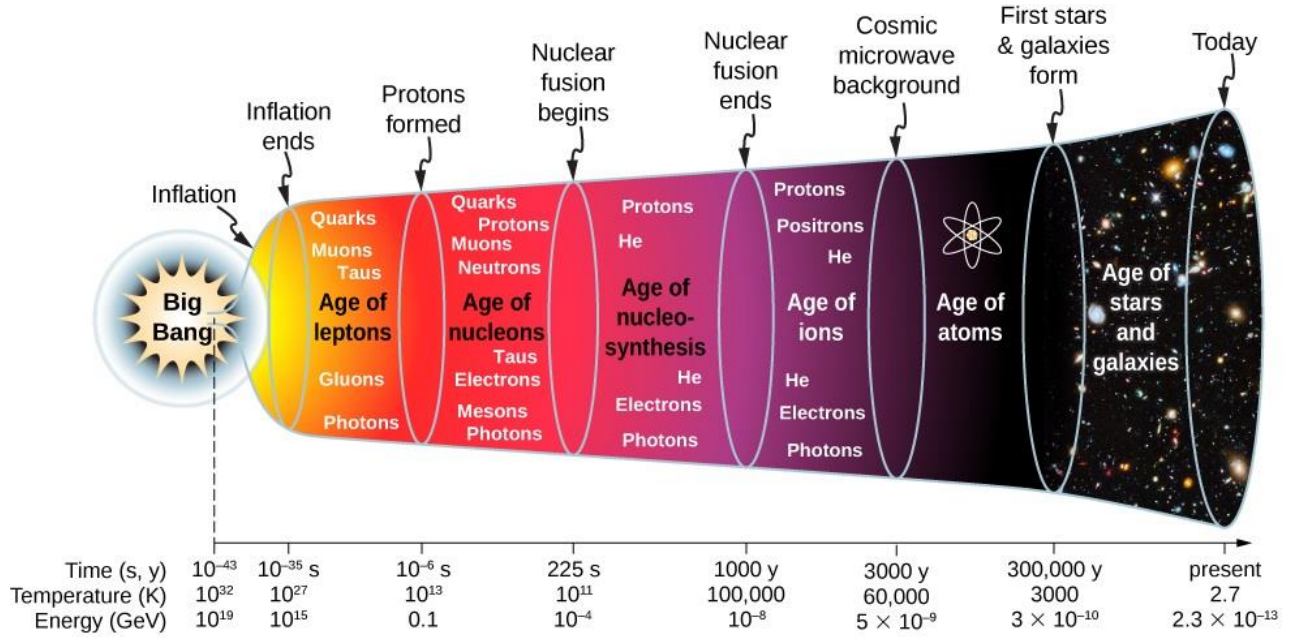 Inflation
Inflation
ends
Protons
formed
Nuclear
fusion
begins
Nuclear
fusion
ends
Cosmic
microwave
background
First stars
& galaxies
form
Today
Big
Bang
Quarks
Muons
Taus
Age of
leptons
Gluons
Photons
Quarks
Protons
Muons
Neutrons
Age of
nucleons
Taus
Electrons
Mesons
Photons
Protons
He
Age of
nucleo-
synthesis
He
Electrons
Photons
Protons
Positrons
He
Age of
ions
He
Electrons
Photons
Age of
atoms
Age of
stars
and
galaxies
Time (s, y) 10⁻⁴³ 10⁻³⁵ s 10⁻⁶ s 225 s 1000 y 3000 y 300,000 y present
Temperature (K) 10³² 10²⁷ 10¹³ 10¹¹ 100,000 60,000 3000 2.7
Energy (GeV) 10¹⁹ 10¹⁵ 0.1 10⁻⁴ 10⁻⁸ 5 × 10⁻⁹ 3 × 10⁻¹⁰ 2.3 × 10⁻¹³